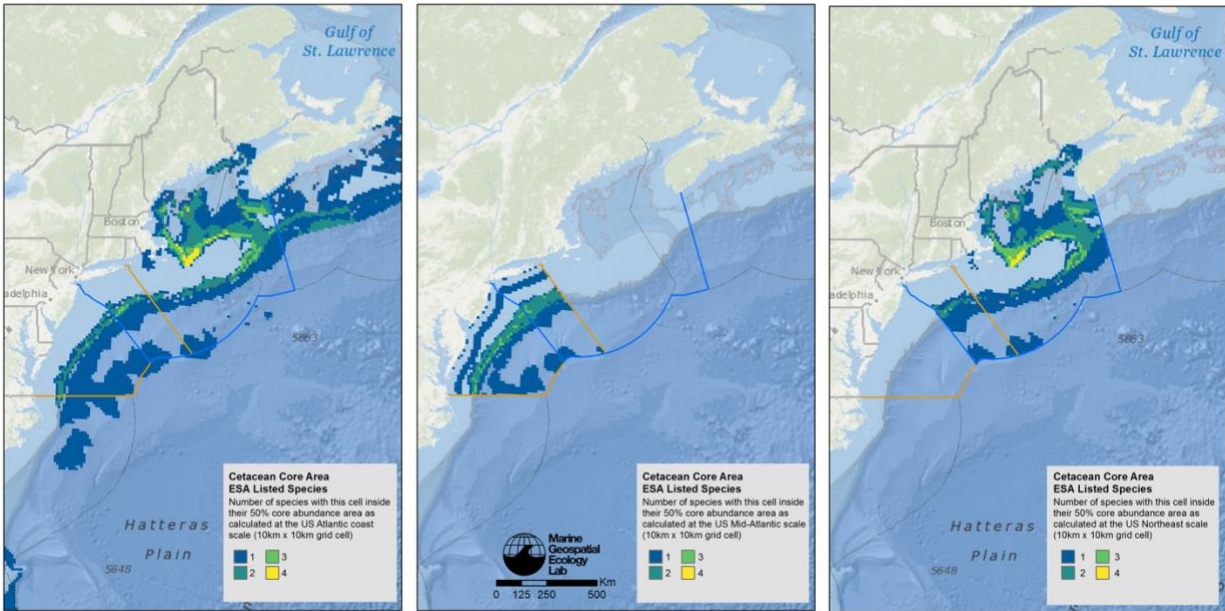 Gulf of
St. Lawrence
Boston
New York
adelphia
5863
Hatteras
Plain
5648
Cetacean Core Area
ESA Listed Species
Number of species with this cell inside
their 50% core abundance area as
calculated at the US Atlantic coast
scale
(10km x 10km grid cell)
1 3
2 4
Marine
Geospatial
Ecology
Lab
0 125 250 500 Km
Cetacean Core Area
ESA Listed Species
Number of species with this cell inside
their 50% core abundance area as
calculated at the US Mid-Atlantic scale
(10km x 10km grid cell)
1 3
2 4
Gulf of
St. Lawrence
Boston
New York
adelphia
5863
Hatteras
Plain
5648
Cetacean Core Area
ESA Listed Species
Number of species with this cell inside
their 50% core abundance area as
calculated at the US Northeast scale
(10km x 10km grid cell)
1 3
2 4